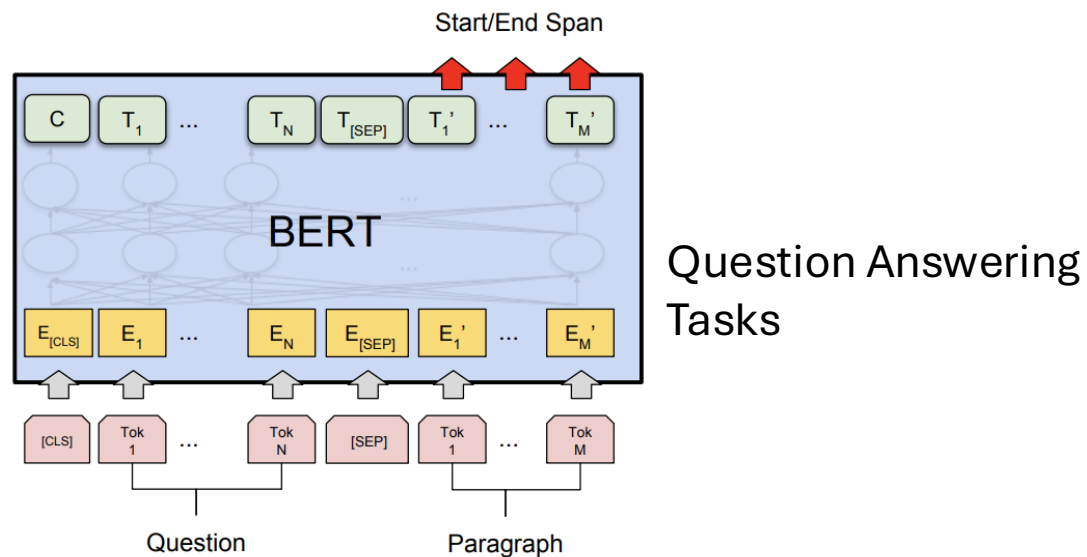 Start/End Span
C T1 ... TN T[SEP] T1' ... TM'
...
BERT
...
E[CLS] E1 ... EN E[SEP] E1' ... EM'
[CLS] Tok 1 ... Tok N [SEP] Tok 1 ... Tok M
Question Paragraph
Question Answering
Tasks